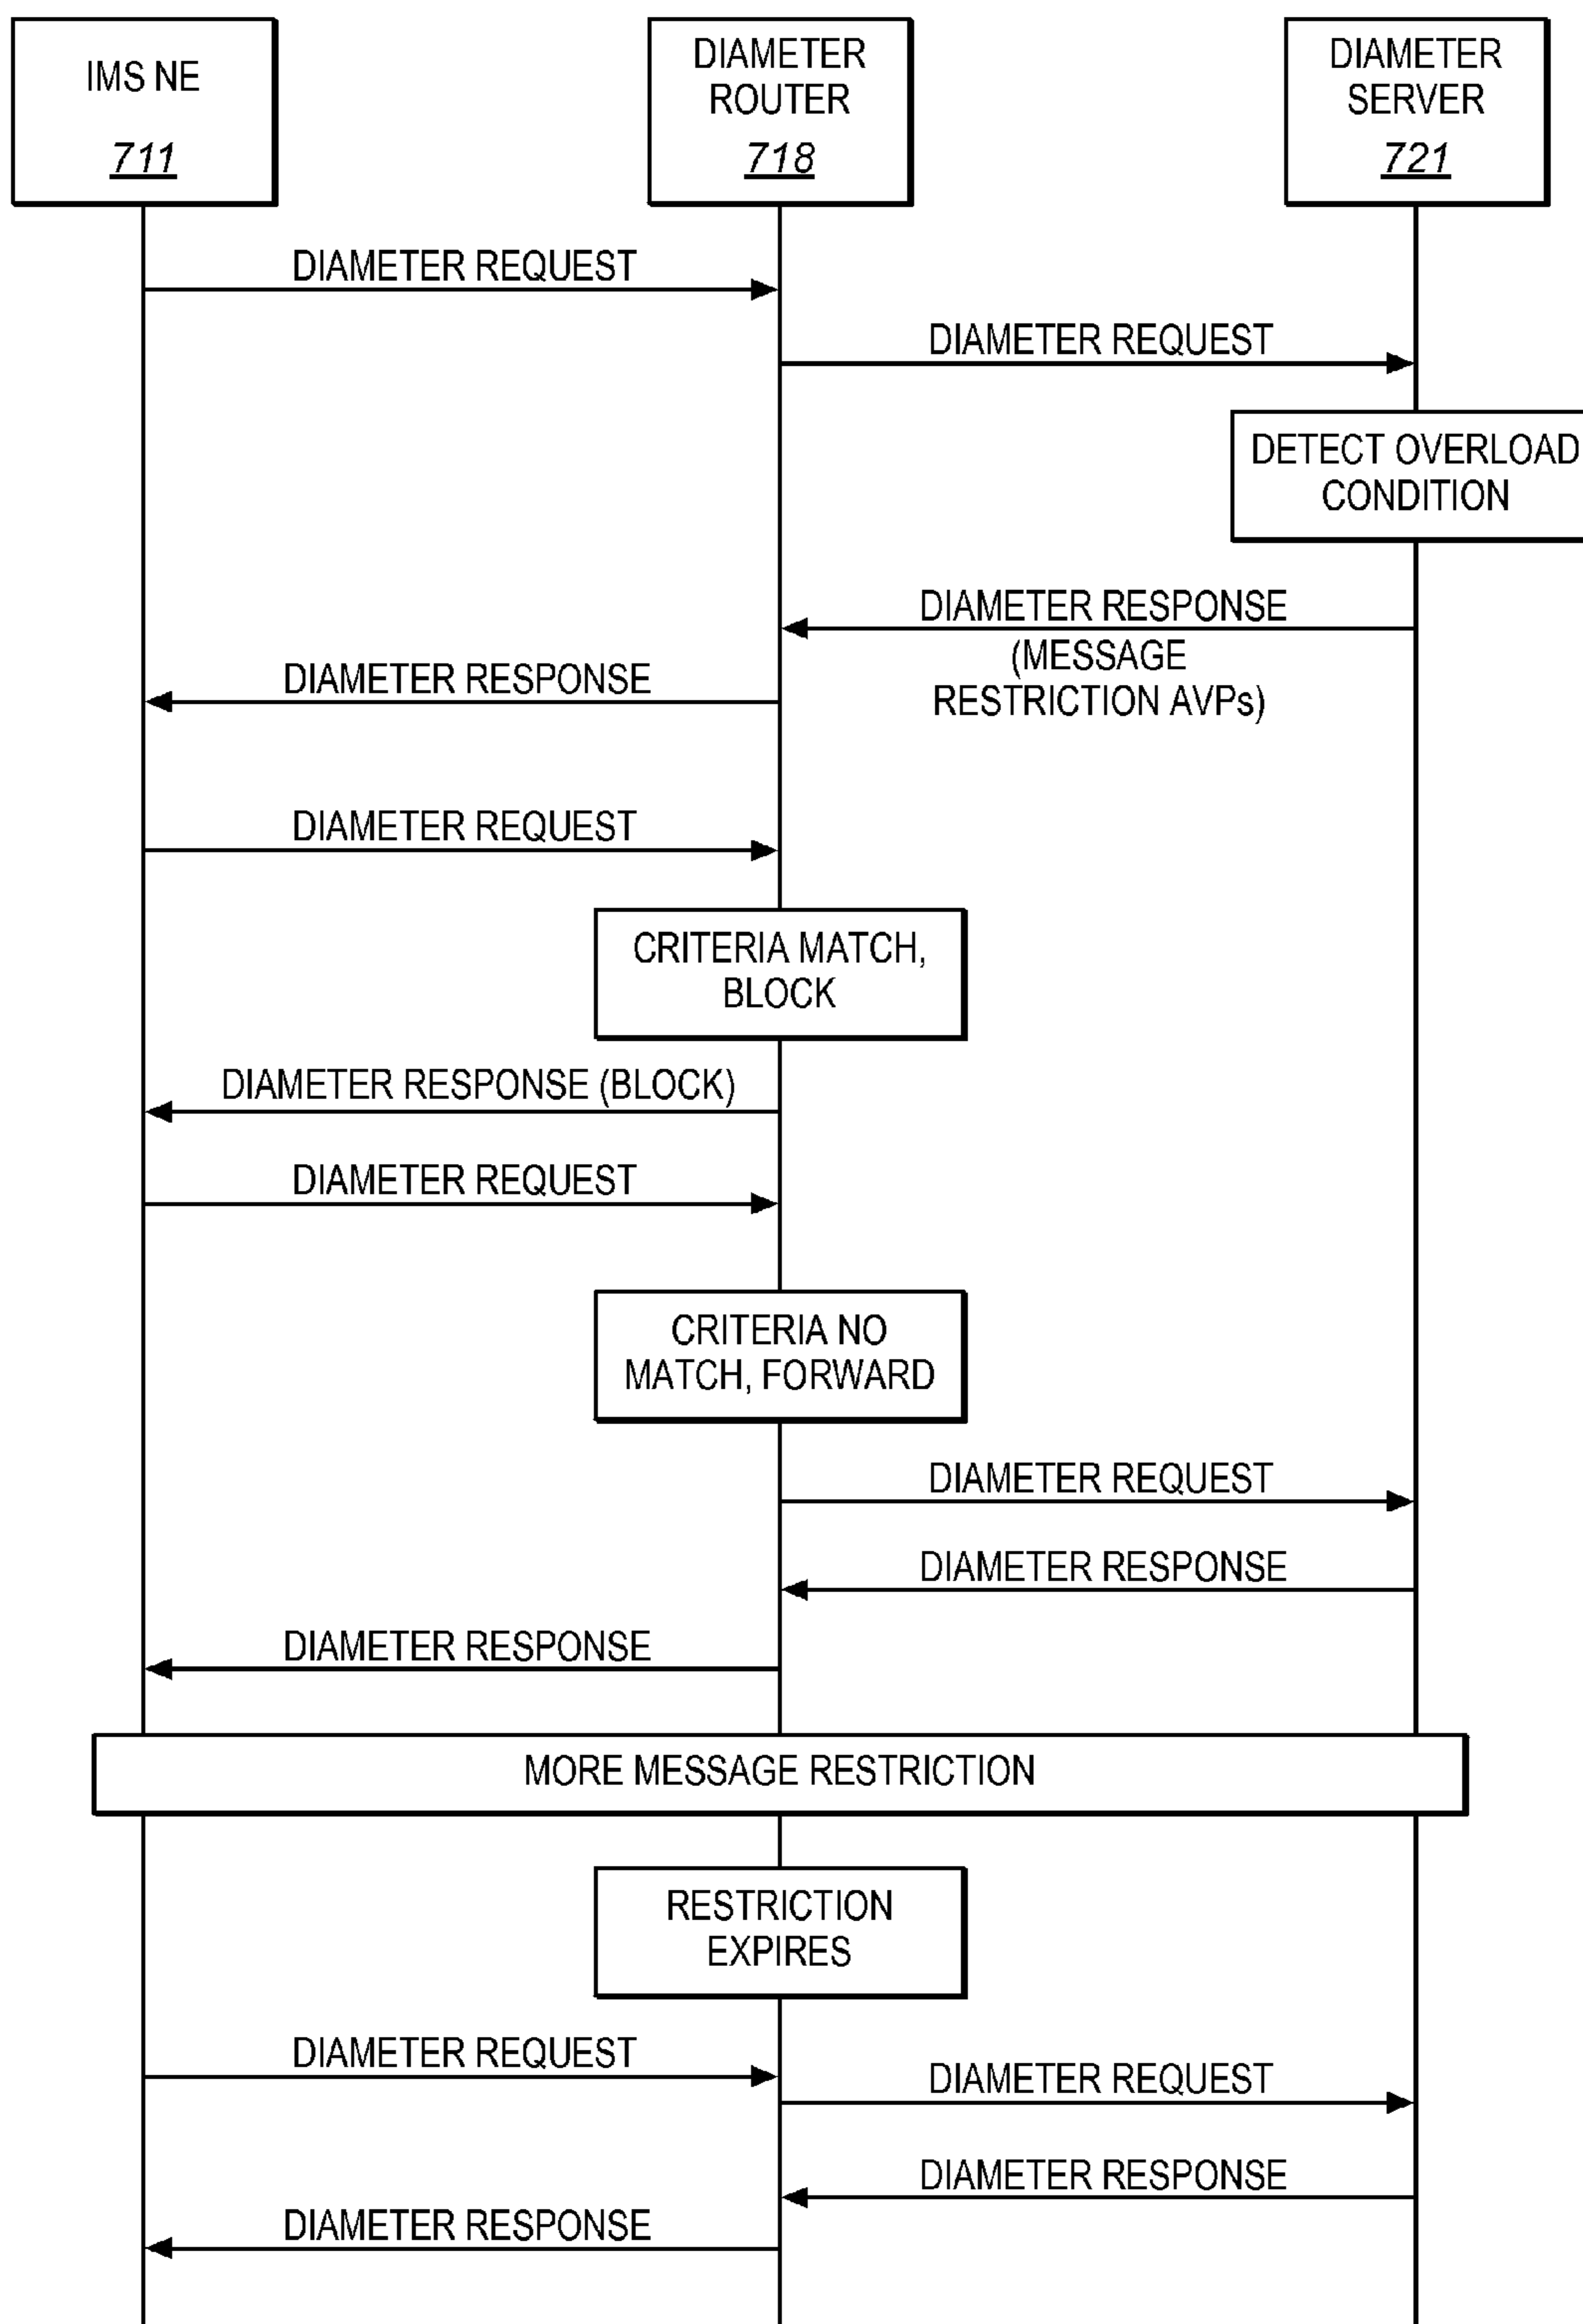 IMS NE
711
DIAMETER
ROUTER
718
DIAMETER
SERVER
721
DIAMETER REQUEST
DIAMETER REQUEST
DETECT OVERLOAD
CONDITION
DIAMETER RESPONSE
(MESSAGE
RESTRICTION AVPs)
DIAMETER RESPONSE
DIAMETER REQUEST
CRITERIA MATCH,
BLOCK
DIAMETER RESPONSE (BLOCK)
DIAMETER REQUEST
CRITERIA NO
MATCH, FORWARD
DIAMETER REQUEST
DIAMETER RESPONSE
DIAMETER RESPONSE
MORE MESSAGE RESTRICTION
RESTRICTION
EXPIRES
DIAMETER REQUEST
DIAMETER REQUEST
DIAMETER RESPONSE
DIAMETER RESPONSE